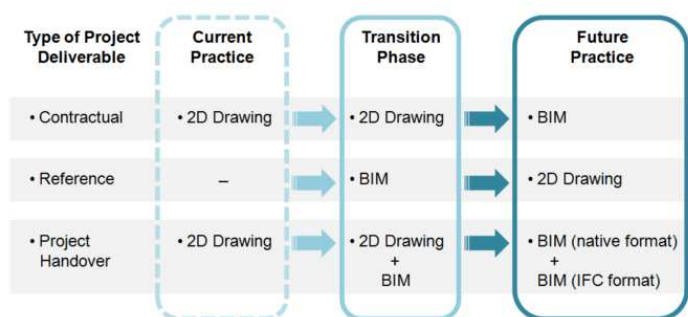 Type of Project Deliverable
Current Practice
Transition Phase
Future Practice
• Contractual
• 2D Drawing
• 2D Drawing
• BIM
• Reference
–
• BIM
• 2D Drawing
• Project Handover
• 2D Drawing
• 2D Drawing
+
BIM
• BIM (native format)
+
BIM (IFC format)